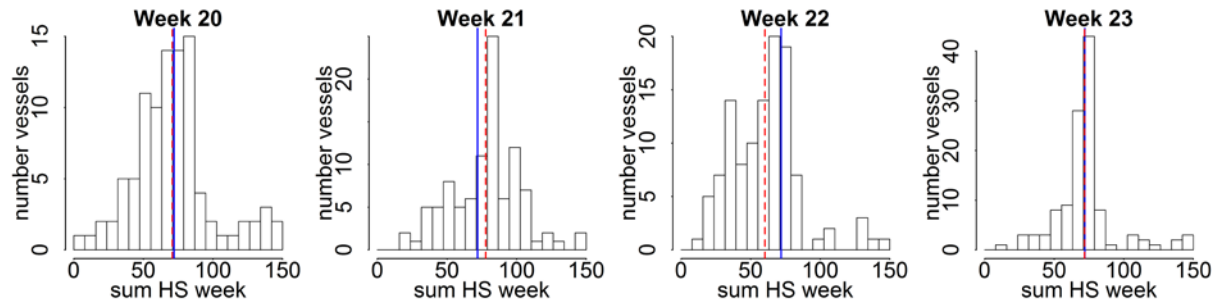 Week 20
number vessels
0 5 10 15
0 50 100 150
sum HS week
Week 21
number vessels
0 5 10 20
0 50 100 150
sum HS week
Week 22
number vessels
0 5 10 15 20
0 50 100 150
sum HS week
Week 23
number vessels
0 10 20 30 40
0 50 100 150
sum HS week